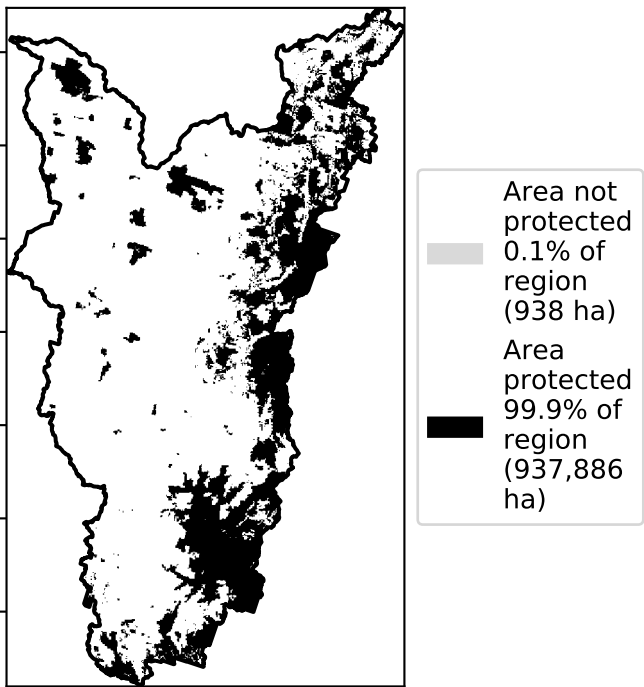 Area not
protected
0.1% of
region
(938 ha)
Area
protected
99.9% of
region
(937,886
ha)